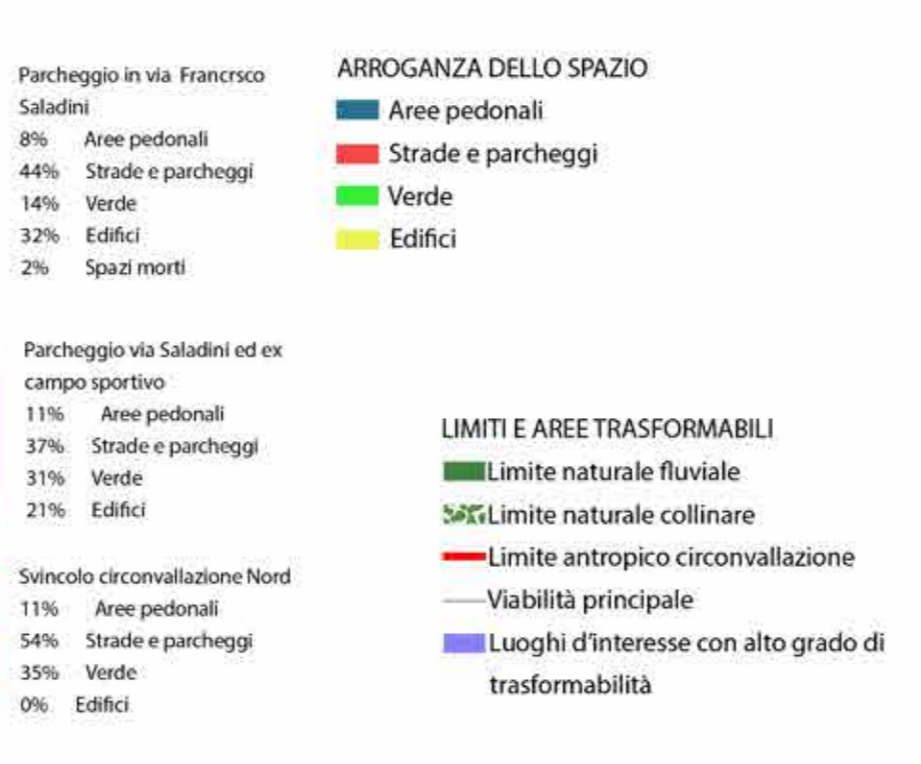 Parcheggio in via Francrsco
Saladini
8% Aree pedonali
44% Strade e parcheggi
14% Verde
32% Edifici
2% Spazi morti
Parcheggio via Saladini ed ex
campo sportivo
11% Aree pedonali
37% Strade e parcheggi
31% Verde
21% Edifici
Svincolo circonvallazione Nord
11% Aree pedonali
54% Strade e parcheggi
35% Verde
0% Edifici
ARROGANZA DELLO SPAZIO
Aree pedonali
Strade e parcheggi
Verde
Edifici
LIMITI E AREE TRASFORMABILI
Limite naturale fluviale
Limite naturale collinare
Limite antropico circonvallazione
Viabilità principale
Luoghi d'interesse con alto grado di
trasformabilità